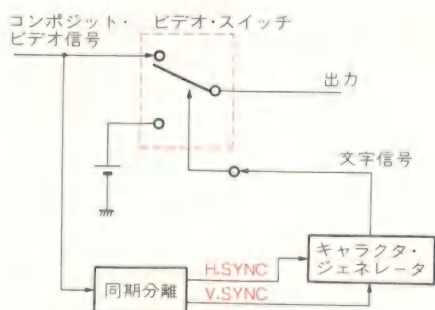 コンポジット・
ビデオ信号
ビデオ・スイッチ
出力
文字信号
キャラクタ・
ジェネレータ
H.SYNC
V.SYNC
同期分離